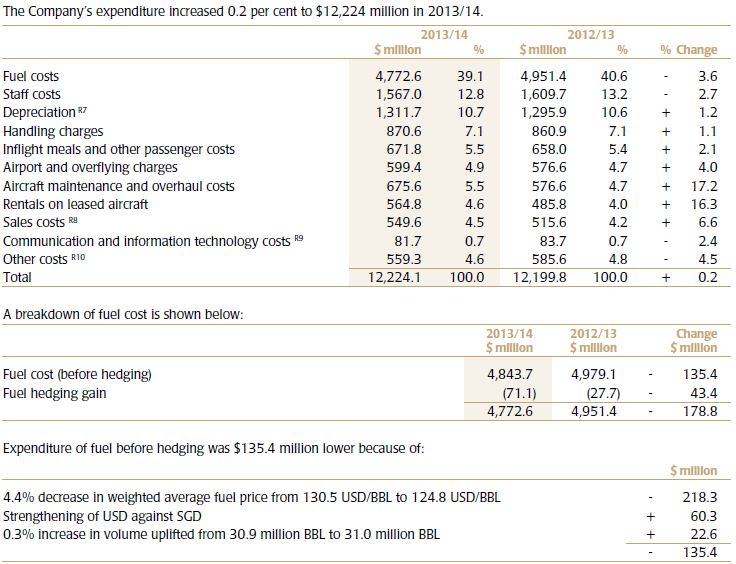 The Company's expenditure increased 0.2 per cent to $12,224 million in 2013/14.
2013/14 2012/13
$ million % $ million % % Change
Fuel costs 4,772.6 39.1 4,951.4 40.6 - 3.6
Staff costs 1,567.0 12.8 1,609.7 13.2 - 2.7
Depreciation R7 1,311.7 10.7 1,295.9 10.6 + 1.2
Handling charges 870.6 7.1 860.9 7.1 + 1.1
Inflight meals and other passenger costs 671.8 5.5 658.0 5.4 + 2.1
Airport and overflying charges 599.4 4.9 576.6 4.7 + 4.0
Aircraft maintenance and overhaul costs 675.6 5.5 576.6 4.7 + 17.2
Rentals on leased aircraft 564.8 4.6 485.8 4.0 + 16.3
Sales costs R8 549.6 4.5 515.6 4.2 + 6.6
Communication and information technology costs R9 81.7 0.7 83.7 0.7 - 2.4
Other costs R10 559.3 4.6 585.6 4.8 - 4.5
Total 12,224.1 100.0 12,199.8 100.0 + 0.2
A breakdown of fuel cost is shown below:
2013/14 2012/13 Change
$ million $ million $ million
Fuel cost (before hedging) 4,843.7 4,979.1 - 135.4
Fuel hedging gain (71.1) (27.7) - 43.4
4,772.6 4,951.4 - 178.8
Expenditure of fuel before hedging was $135.4 million lower because of:
$ million
4.4% decrease in weighted average fuel price from 130.5 USD/BBL to 124.8 USD/BBL - 218.3
Strengthening of USD against SGD + 60.3
0.3% increase in volume uplifted from 30.9 million BBL to 31.0 million BBL + 22.6
- 135.4